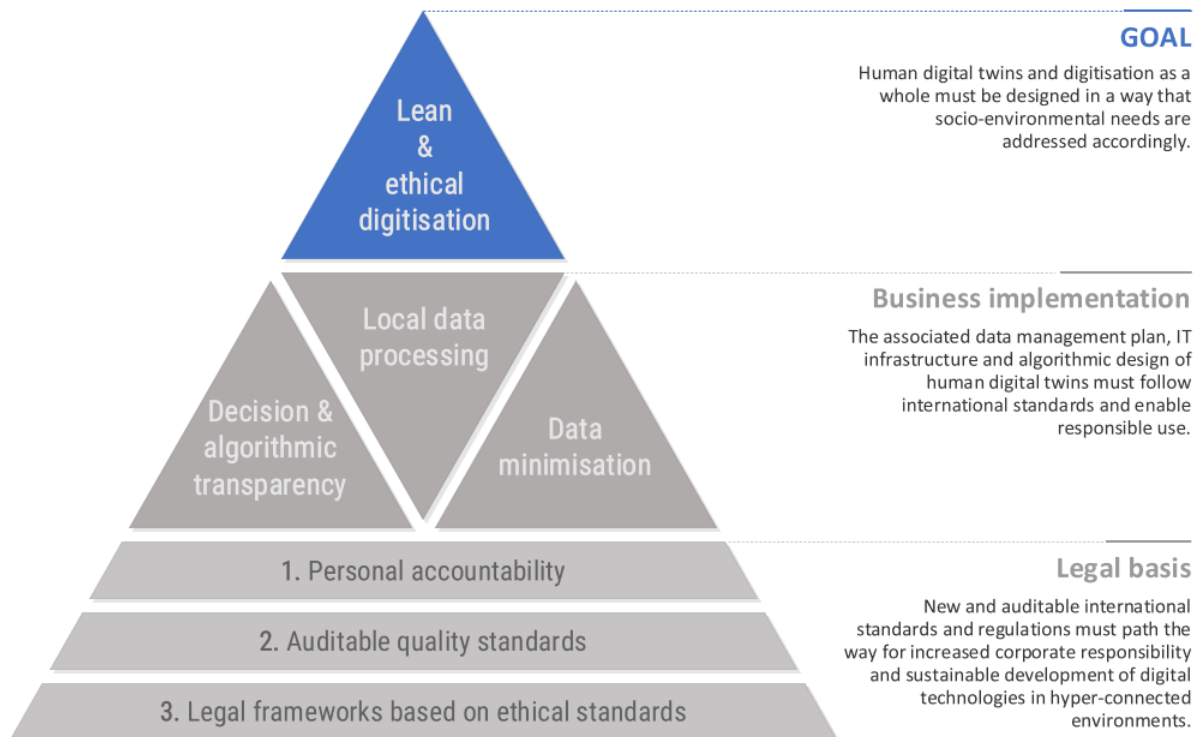 Lean
&
ethical
digitisation
GOAL
Human digital twins and digitisation as a
whole must be designed in a way that
socio-environmental needs are
addressed accordingly.
Local data
processing
Decision &
algorithmic
transparency
Data
minimisation
Business implementation
The associated data management plan, IT
infrastructure and algorithmic design of
human digital twins must follow
international standards and enable
responsible use.
1. Personal accountability
2. Auditable quality standards
3. Legal frameworks based on ethical standards
Legal basis
New and auditable international
standards and regulations must path the
way for increased corporate responsibility
and sustainable development of digital
technologies in hyper-connected
environments.